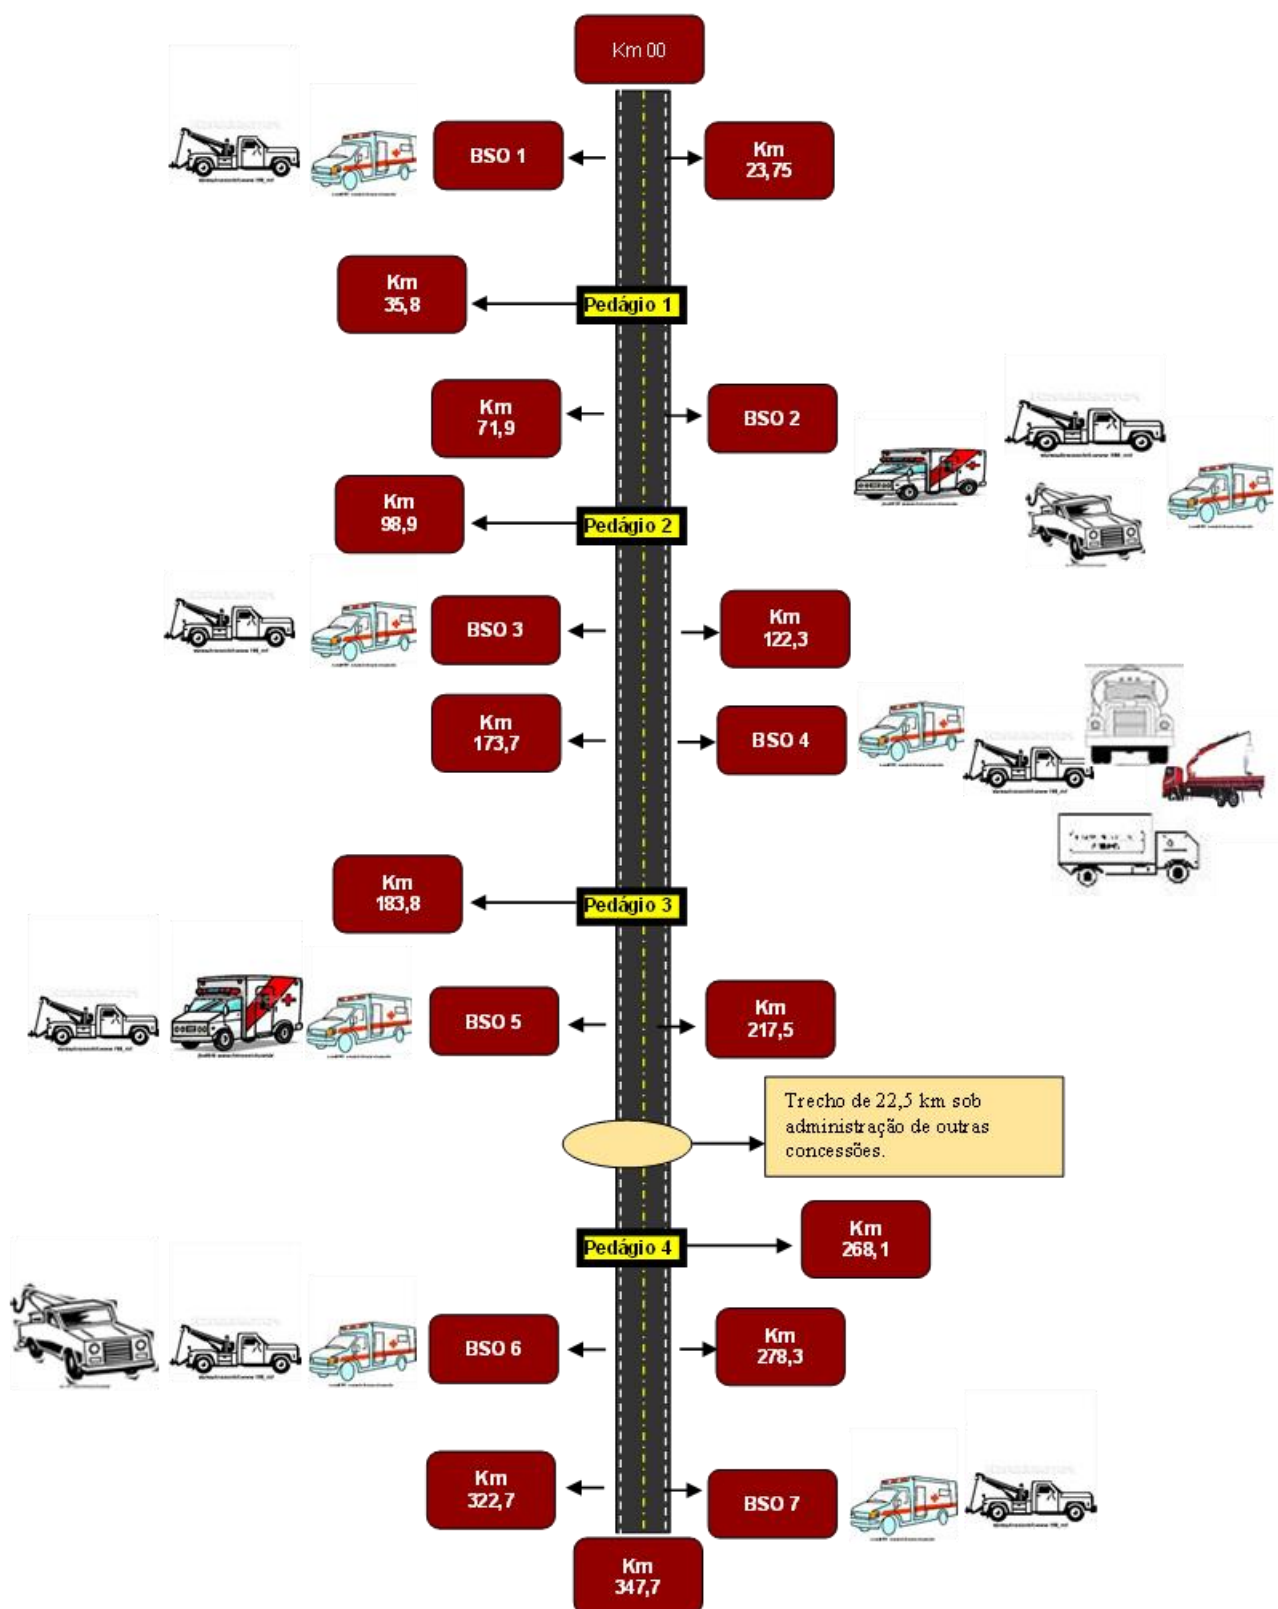 Km 00
BSO 1
Km
23,75
Km
35,8
Pedágio 1
Km
71,9
BSO 2
Km
98,9
Pedágio 2
BSO 3
Km
122,3
Km
173,7
BSO 4
Km
183,8
Pedágio 3
BSO 5
Km
217,5
Trecho de 22,5 km sob
administração de outras
concessões.
Pedágio 4
Km
268,1
BSO 6
Km
278,3
Km
322,7
BSO 7
Km
347,7